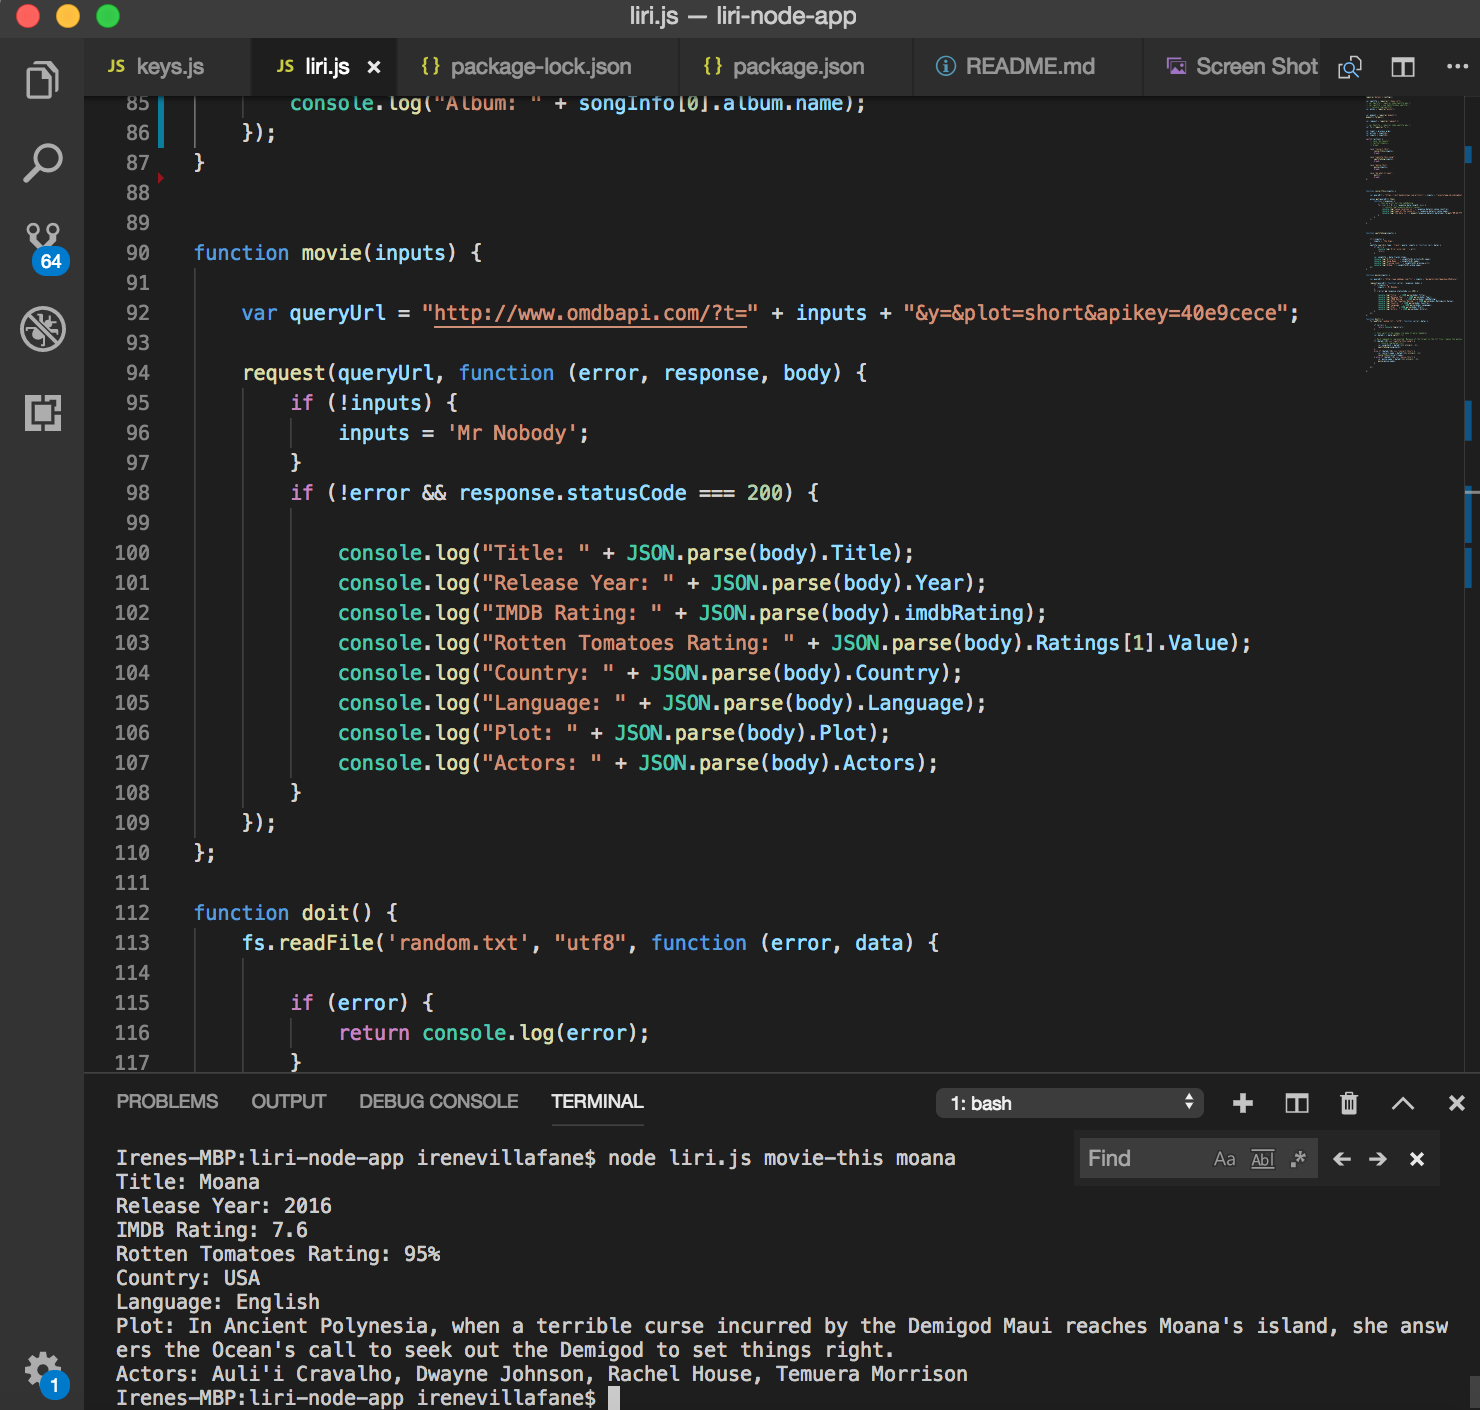 liri.js — liri-node-app
JS keys.js JS liri.js × {} package-lock.json {} package.json README.md Screen Shot
85 console.log("Album: " + songInfo[0].album.name);
86 });
87 }
88
89
90 function movie(inputs) {
91
92 var queryUrl = "http://www.omdbapi.com/?t=" + inputs + "&y=&plot=short&apikey=40e9cece";
93
94 request(queryUrl, function (error, response, body) {
95 if (!inputs) {
96 inputs = 'Mr Nobody';
97 }
98 if (!error && response.statusCode === 200) {
99
100 console.log("Title: " + JSON.parse(body).Title);
101 console.log("Release Year: " + JSON.parse(body).Year);
102 console.log("IMDB Rating: " + JSON.parse(body).imdbRating);
103 console.log("Rotten Tomatoes Rating: " + JSON.parse(body).Ratings[1].Value);
104 console.log("Country: " + JSON.parse(body).Country);
105 console.log("Language: " + JSON.parse(body).Language);
106 console.log("Plot: " + JSON.parse(body).Plot);
107 console.log("Actors: " + JSON.parse(body).Actors);
108 }
109 });
110 };
111
112 function doit() {
113 fs.readFile('random.txt', "utf8", function (error, data) {
114
115 if (error) {
116 return console.log(error);
117 }
64
1
PROBLEMS OUTPUT DEBUG CONSOLE TERMINAL 1: bash
Find Aa Abl .*
Irenes-MBP:liri-node-app irenevillafane$ node liri.js movie-this moana
Title: Moana
Release Year: 2016
IMDB Rating: 7.6
Rotten Tomatoes Rating: 95%
Country: USA
Language: English
Plot: In Ancient Polynesia, when a terrible curse incurred by the Demigod Maui reaches Moana's island, she answ
ers the Ocean's call to seek out the Demigod to set things right.
Actors: Auli'i Cravalho, Dwayne Johnson, Rachel House, Temuera Morrison
Irenes-MBP:liri-node-app irenevillafane$